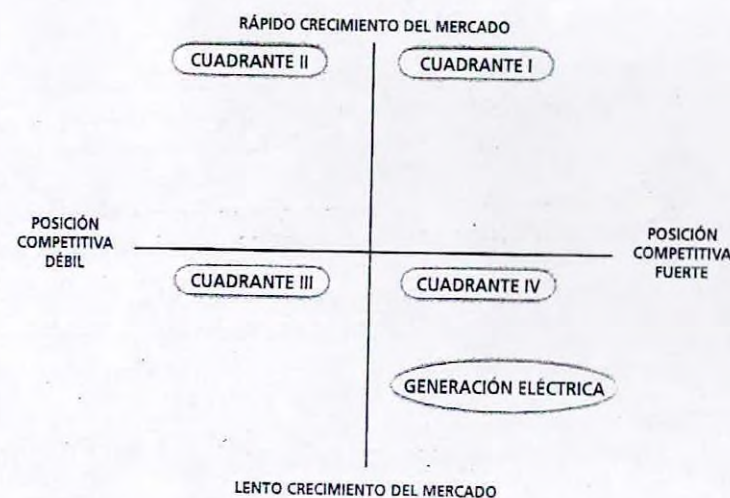 RÁPIDO CRECIMIENTO DEL MERCADO
CUADRANTE II
CUADRANTE I
POSICIÓN
COMPETITIVA
DÉBIL
POSICIÓN
COMPETITIVA
FUERTE
CUADRANTE III
CUADRANTE IV
GENERACIÓN ELÉCTRICA
LENTO CRECIMIENTO DEL MERCADO